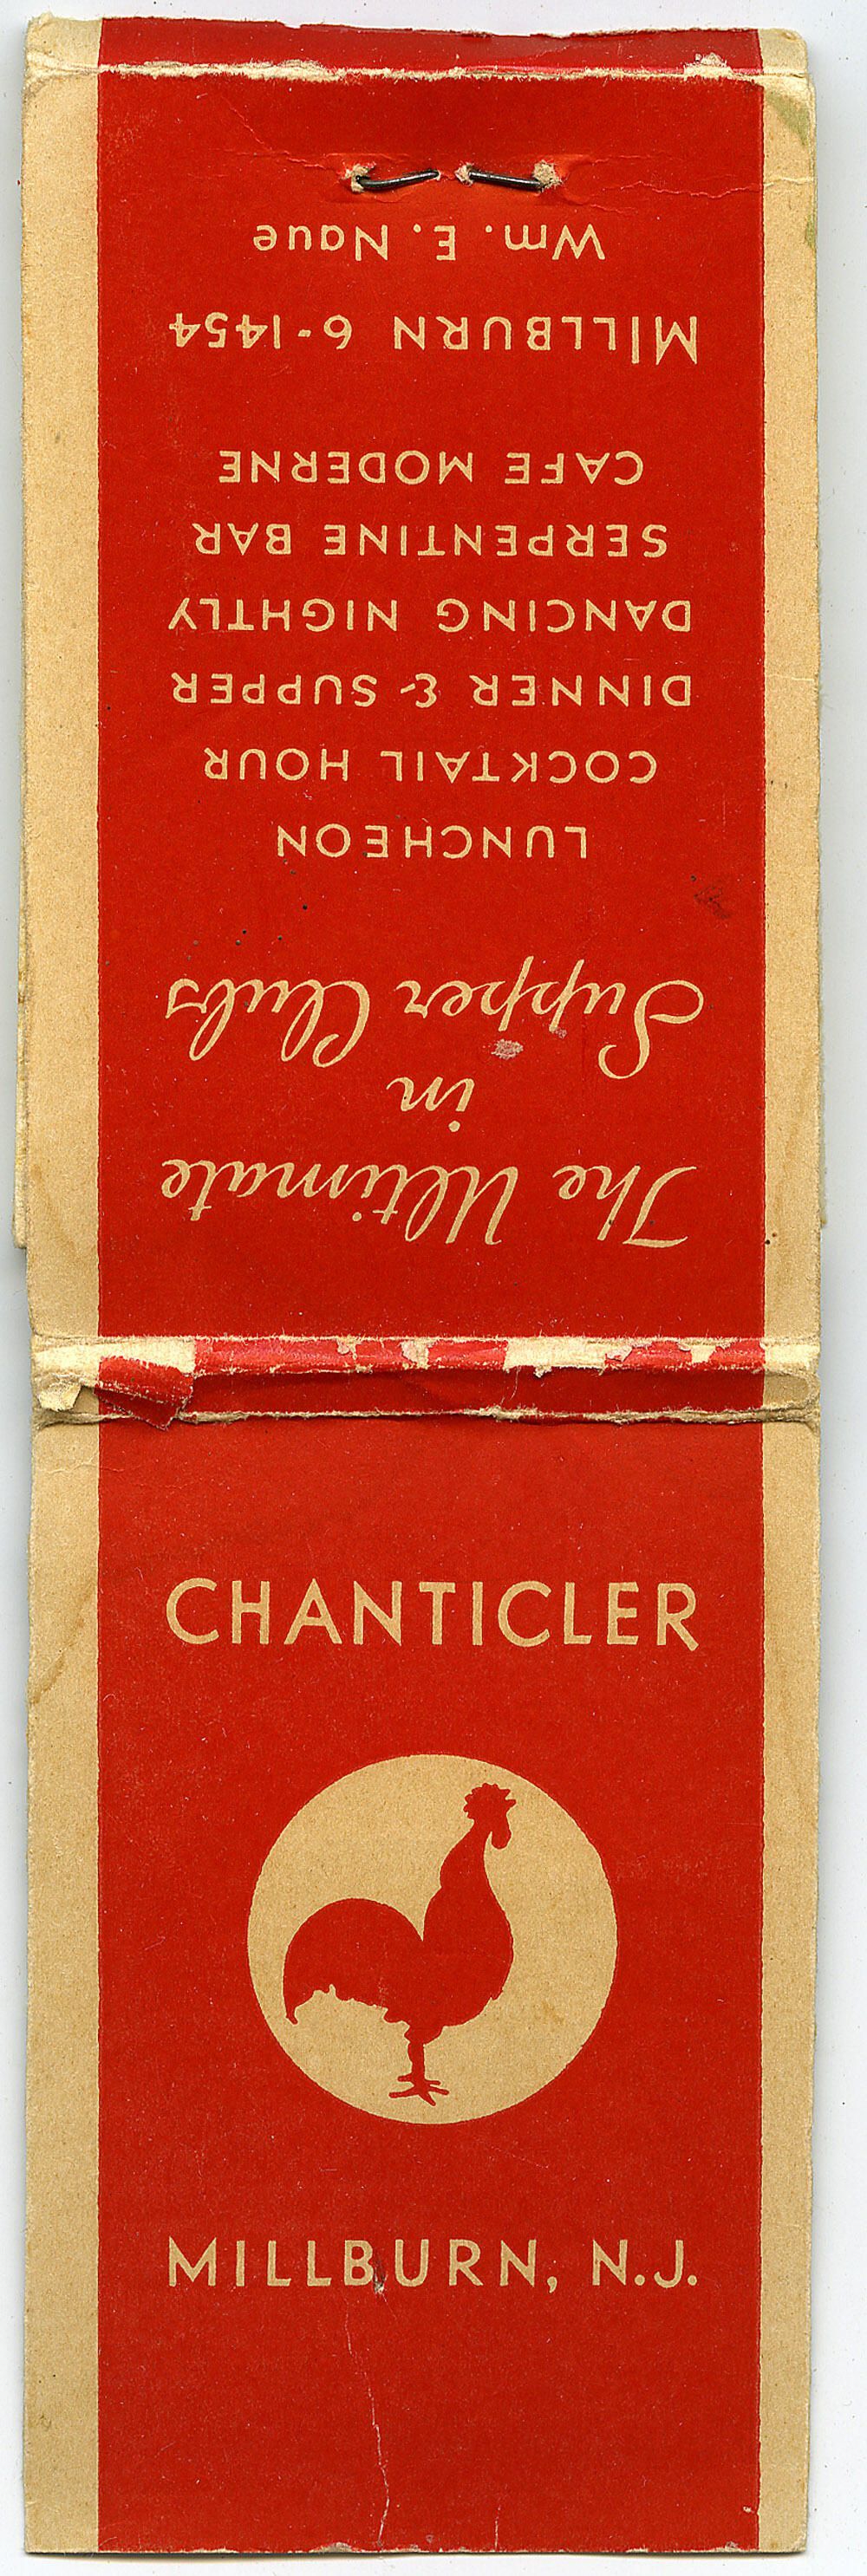 The Ultimate
in
Supper Clubs
LUNCHEON
COCKTAIL HOUR
DINNER & SUPPER
DANCING NIGHTLY
SERPENTINE BAR
CAFE MODERNE
MILLBURN 6-1454
Wm. E. Naue
CHANTICLER
MILLBURN, N.J.